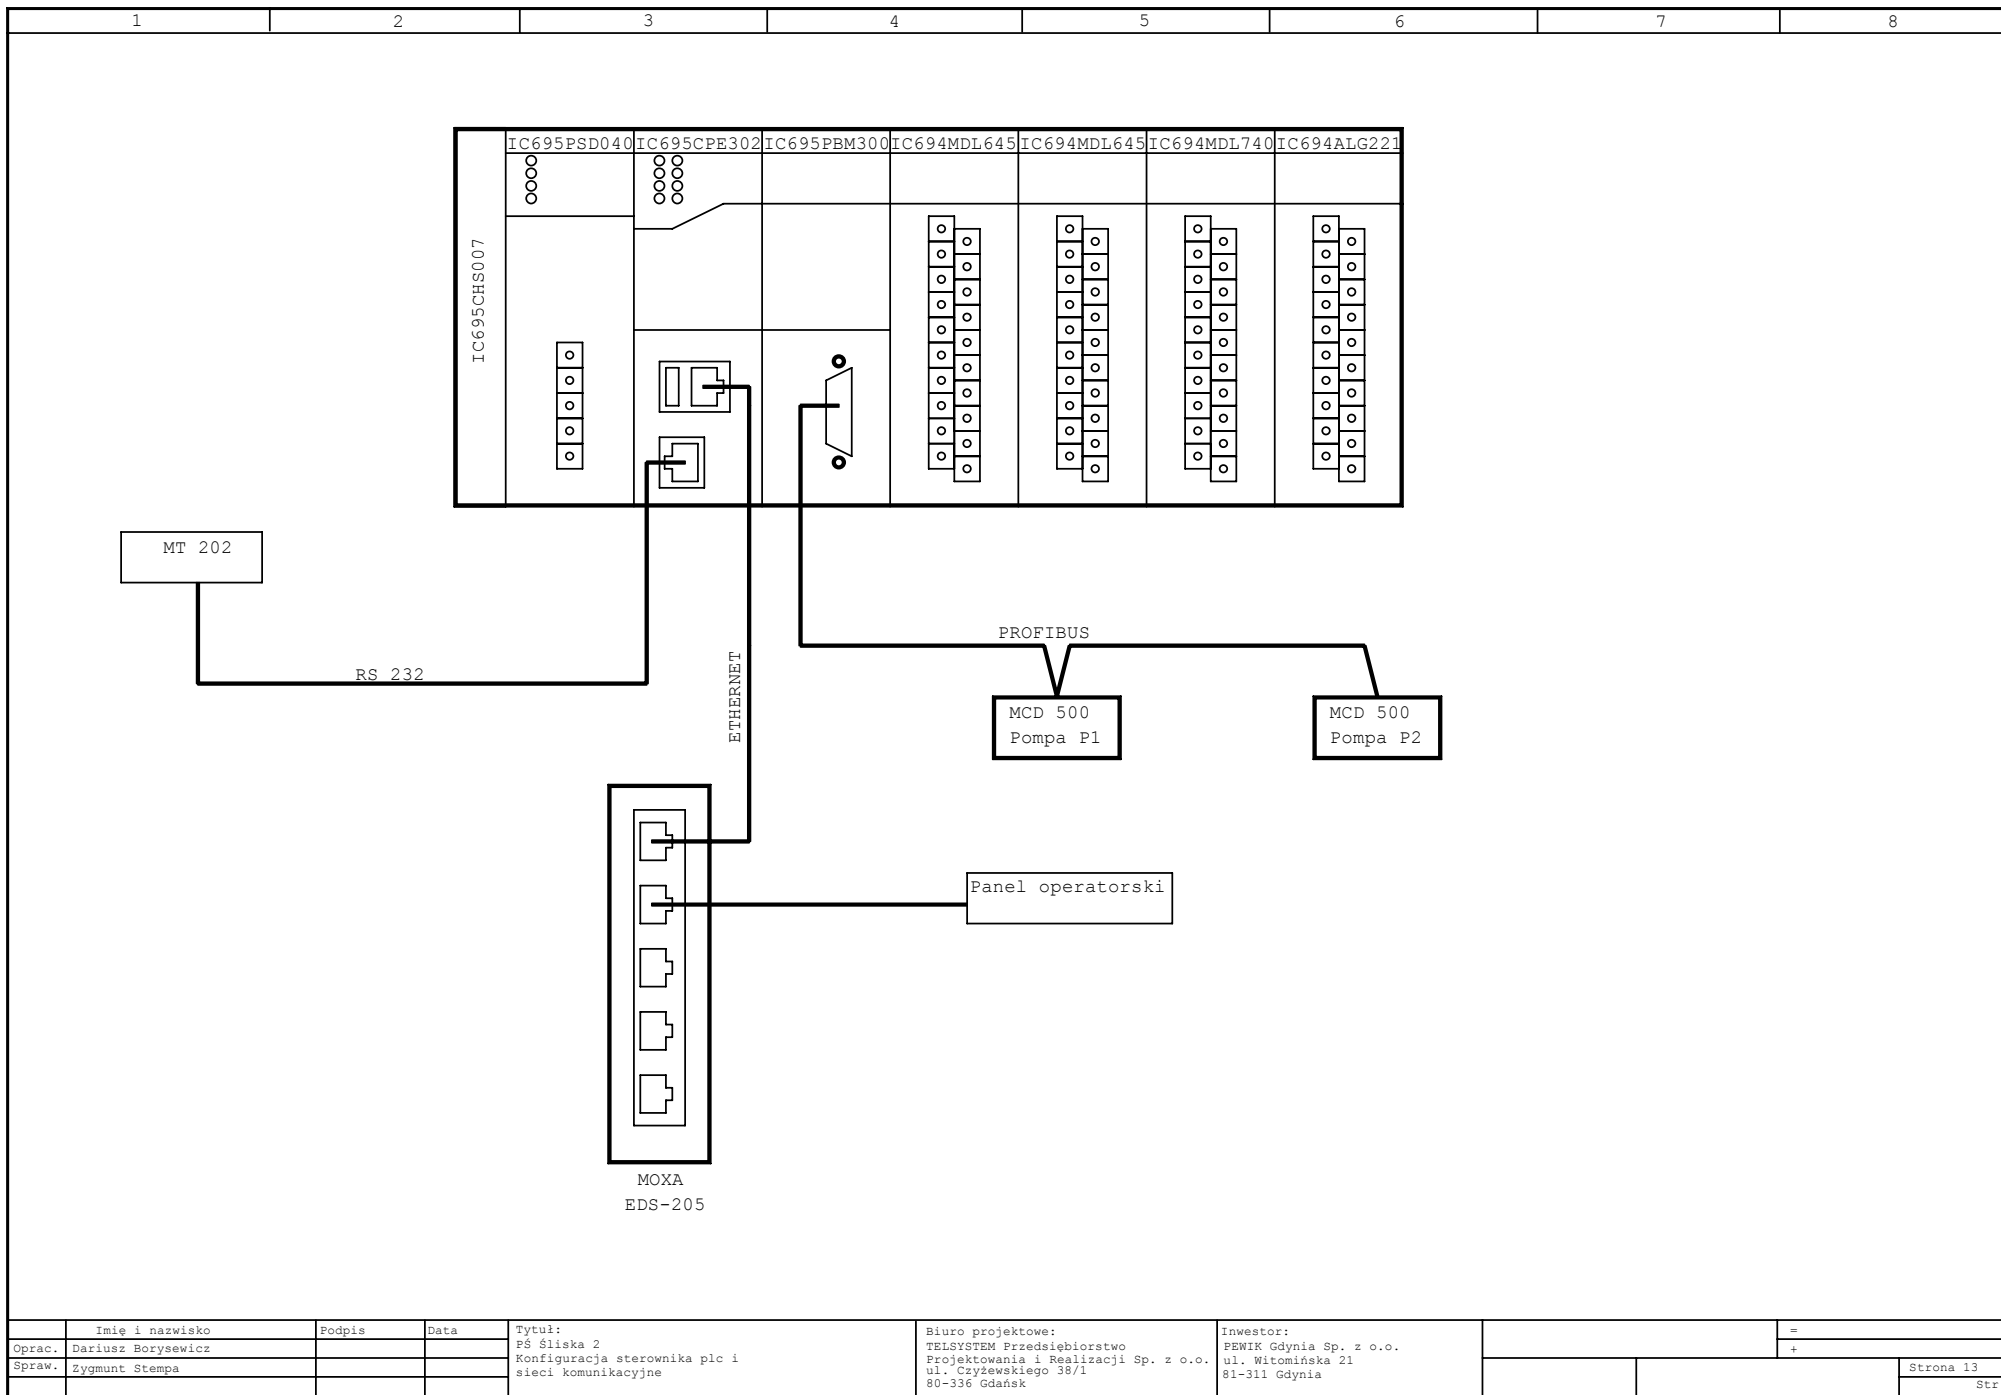 1 2 3 4 5 6 7 8
IC695PSD040 IC695CPE302 IC695PBM300 IC694MDL645 IC694MDL645 IC694MDL740 IC694ALG221
IC695CHS007
MT 202
RS 232
ETHERNET
PROFIBUS
MCD 500
Pompa P1
MCD 500
Pompa P2
Panel operatorski
MOXA
EDS-205
Imię i nazwisko Podpis Data
Oprac. Dariusz Borysewicz
Spraw. Zygmunt Stempa
Tytuł:
PŚ Śliska 2
Konfiguracja sterownika plc i
sieci komunikacyjne
Biuro projektowe:
TELSYSTEM Przedsiębiorstwo
Projektowania i Realizacji Sp. z o.o.
ul. Czyżewskiego 38/1
80-336 Gdańsk
Inwestor:
PEWIK Gdynia Sp. z o.o.
ul. Witomińska 21
81-311 Gdynia
=
+
Strona 13
Str